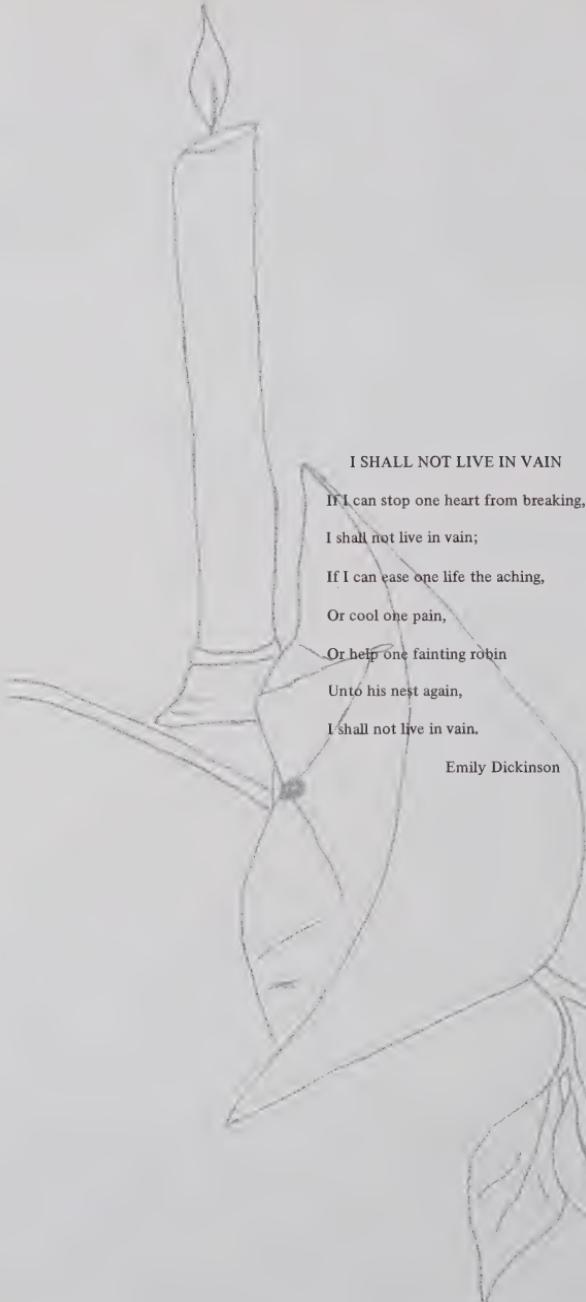 I SHALL NOT LIVE IN VAIN
If I can stop one heart from breaking,
I shall not live in vain;
If I can ease one life the aching,
Or cool one pain,
Or help one fainting robin
Unto his nest again,
I shall not live in vain.
Emily Dickinson